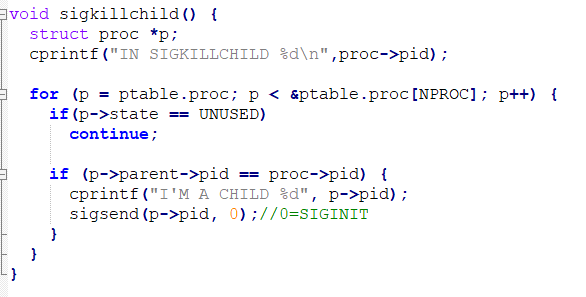 void sigkillchild() {
struct proc *p;
cprintf("IN SIGKILLCHILD %d\n",proc->pid);
for (p = ptable.proc; p < &ptable.proc[NPROC]; p++) {
if(p->state == UNUSED)
continue;
if (p->parent->pid == proc->pid) {
cprintf("I'M A CHILD %d", p->pid);
sigsend(p->pid, 0);//0=SIGINIT
}
}
}